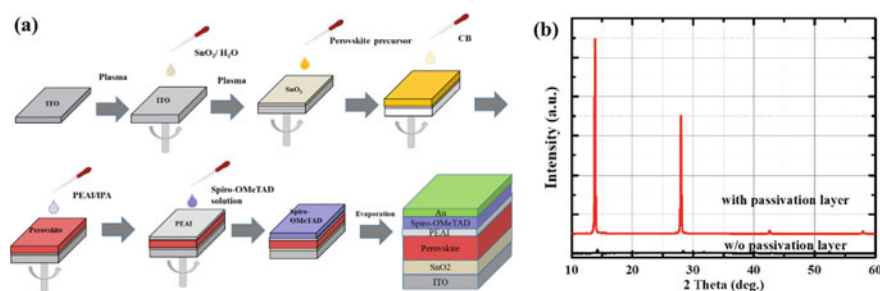 (a)
SnO₂/ H₂O
Perovskite precursor
CB
Plasma
Plasma
ITO
ITO
SnO₂
PEAI/IPA
PEAI
Spiro-OMeTAD
solution
Perovskite
Spiro-
OMeTAD
Evaporation
Au
Spiro-OMeTAD
PEAI
Perovskite
SnO2
ITO
(b)
Intensity (a.u.)
with passivation layer
w/o passivation layer
10 20 30 40 50 60
2 Theta (deg.)